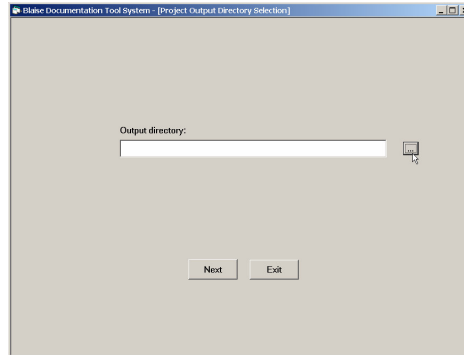 Blaise Documentation Tool System - [Project Output Directory Selection]
Output directory:
...
Next
Exit